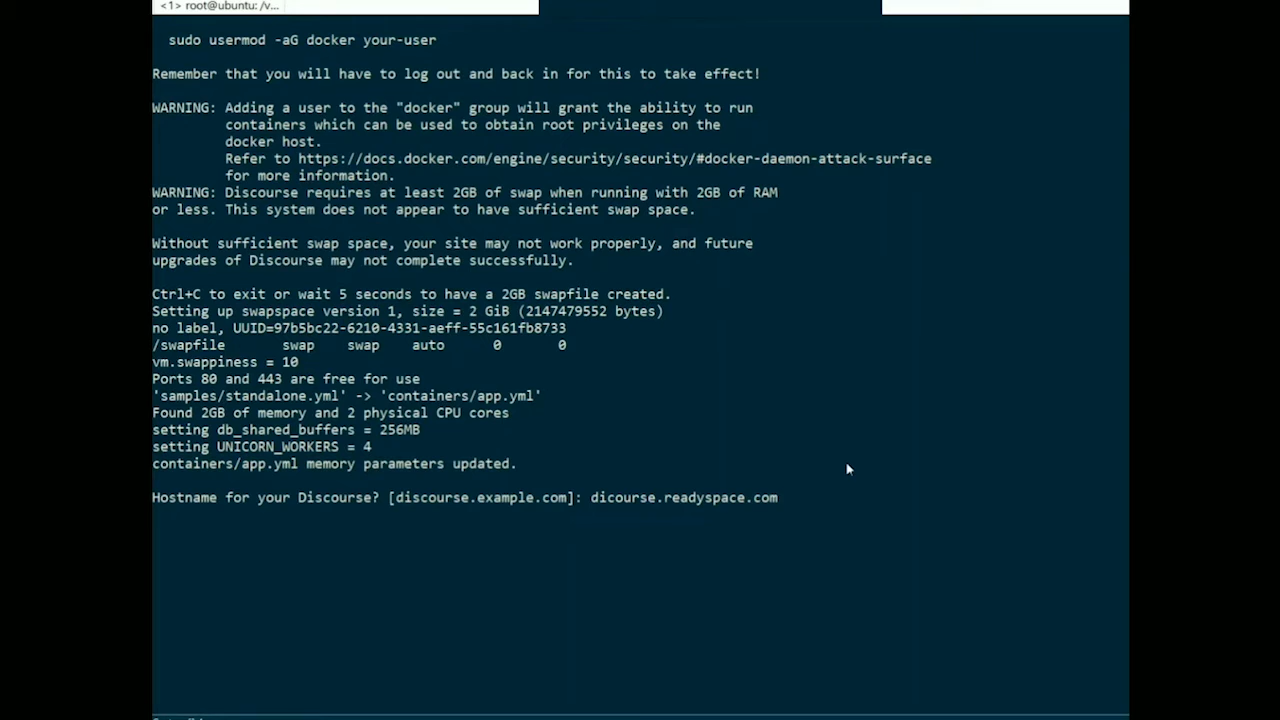 <1> root@ubuntu: /v...
sudo usermod -aG docker your-user
Remember that you will have to log out and back in for this to take effect!
WARNING: Adding a user to the "docker" group will grant the ability to run
containers which can be used to obtain root privileges on the
docker host.
Refer to https://docs.docker.com/engine/security/security/#docker-daemon-attack-surface
for more information.
WARNING: Discourse requires at least 2GB of swap when running with 2GB of RAM
or less. This system does not appear to have sufficient swap space.
Without sufficient swap space, your site may not work properly, and future
upgrades of Discourse may not complete successfully.
Ctrl+C to exit or wait 5 seconds to have a 2GB swapfile created.
Setting up swapspace version 1, size = 2 GiB (2147479552 bytes)
no label, UUID=97b5bc22-6210-4331-aeff-55c161fb8733
/swapfile       swap    swap    auto      0       0
vm.swappiness = 10
Ports 80 and 443 are free for use
'samples/standalone.yml' -> 'containers/app.yml'
Found 2GB of memory and 2 physical CPU cores
setting db_shared_buffers = 256MB
setting UNICORN_WORKERS = 4
containers/app.yml memory parameters updated.
Hostname for your Discourse? [discourse.example.com]: dicourse.readyspace.com